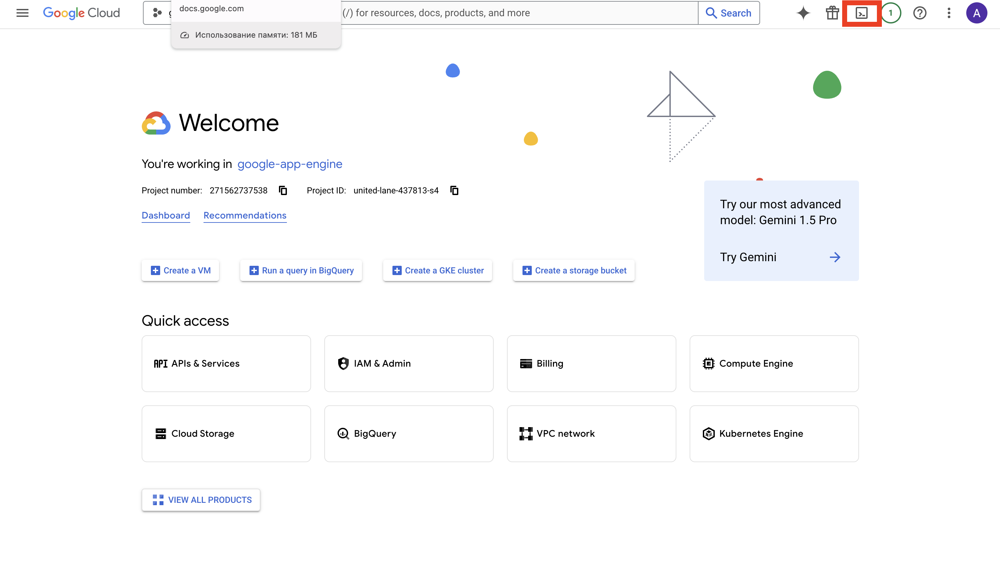 Google Cloud
docs.google.com
(/) for resources, docs, products, and more
Search
1
A
Использование памяти: 181 МБ
Welcome
You're working in google-app-engine
Project number: 271562737538 Project ID: united-lane-437813-s4
Dashboard Recommendations
Try our most advanced
model: Gemini 1.5 Pro
Try Gemini
Create a VM
Run a query in BigQuery
Create a GKE cluster
Create a storage bucket
Quick access
API APIs & Services
IAM & Admin
Billing
Compute Engine
Cloud Storage
BigQuery
VPC network
Kubernetes Engine
VIEW ALL PRODUCTS